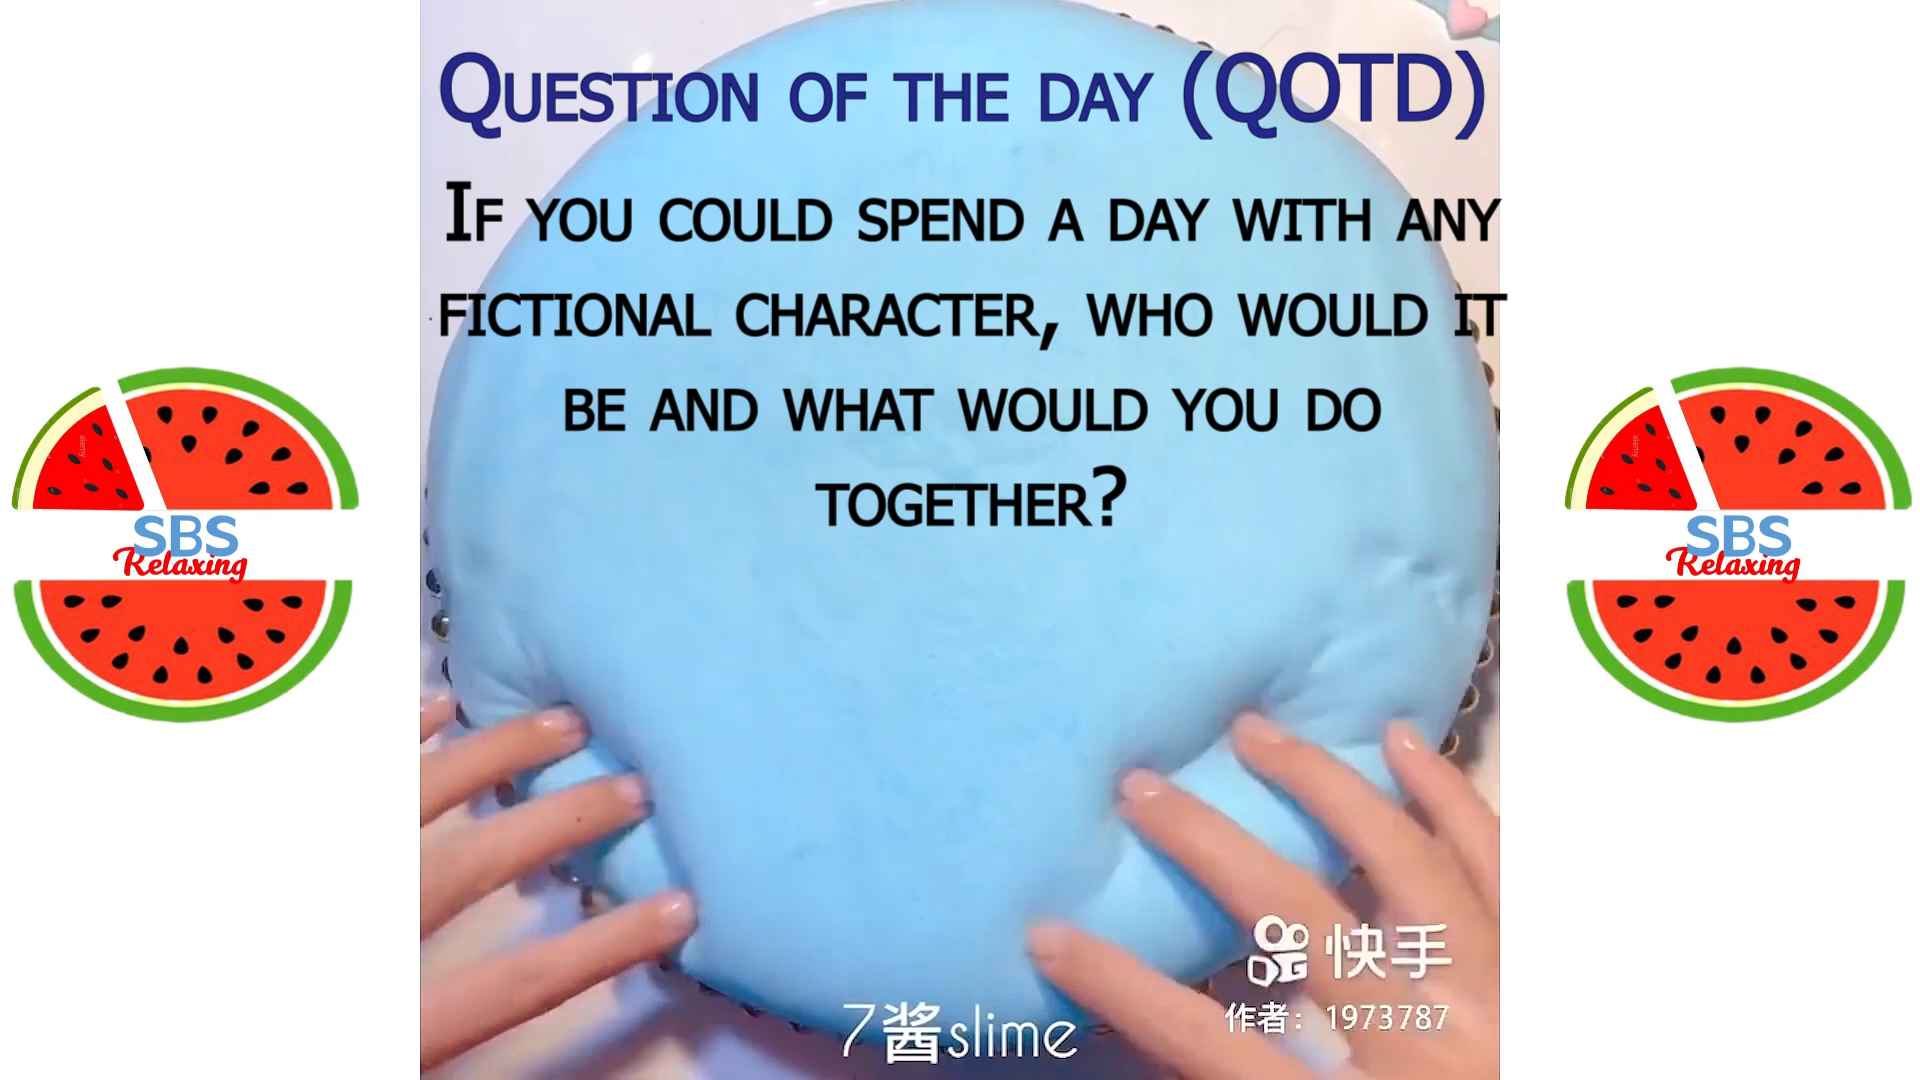 Question of the day (QOTD)
If you could spend a day with any
fictional character, who would it
be and what would you do
together?
SBS
Relaxing
SBS
Relaxing
快手
作者：1973787
7酱slime
alamy
alamy